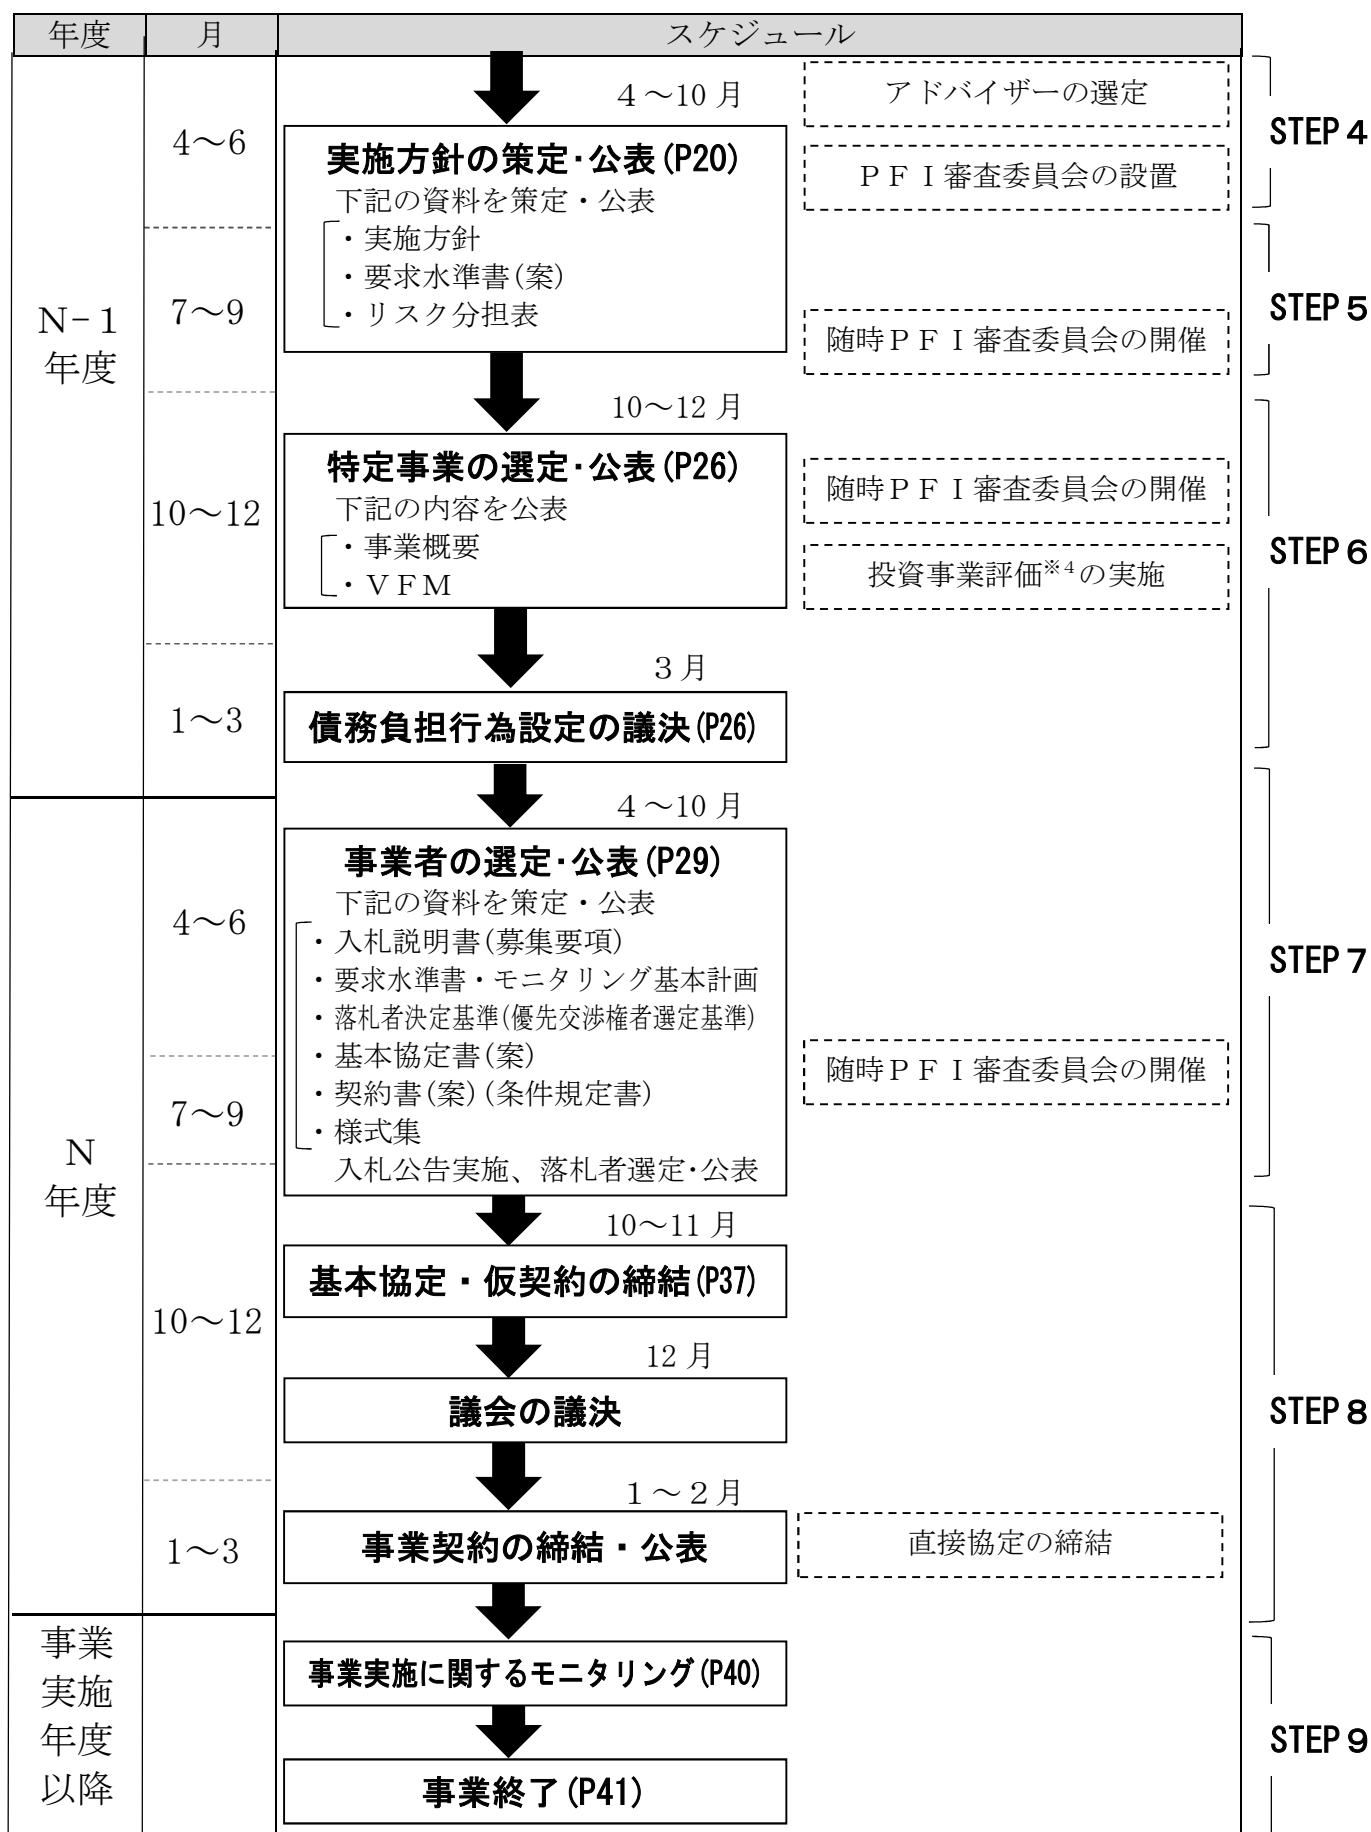 年度 月 スケジュール
4～10 月
アドバイザーの選定
STEP 4
4～6
実施方針の策定・公表(P20)
ＰＦＩ審査委員会の設置
下記の資料を策定・公表
・実施方針
・要求水準書(案)
・リスク分担表
N-1
年度
7～9
随時ＰＦＩ審査委員会の開催
STEP 5
10～12 月
特定事業の選定・公表(P26)
随時ＰＦＩ審査委員会の開催
下記の内容を公表
・事業概要
・ＶＦＭ
10～12
投資事業評価※4の実施
STEP 6
3月
1～3
債務負担行為設定の議決(P26)
4～10 月
事業者の選定・公表(P29)
下記の資料を策定・公表
4～6
・入札説明書(募集要項)
・要求水準書・モニタリング基本計画
・落札者決定基準(優先交渉権者選定基準)
・基本協定書(案)
・契約書(案)(条件規定書)
・様式集
入札公告実施、落札者選定・公表
STEP 7
随時ＰＦＩ審査委員会の開催
7～9
N
年度
10～11 月
基本協定・仮契約の締結(P37)
10～12
12 月
議会の議決
STEP 8
1～2月
1～3
事業契約の締結・公表
直接協定の締結
事業
実施
年度
以降
事業実施に関するモニタリング(P40)
STEP 9
事業終了(P41)